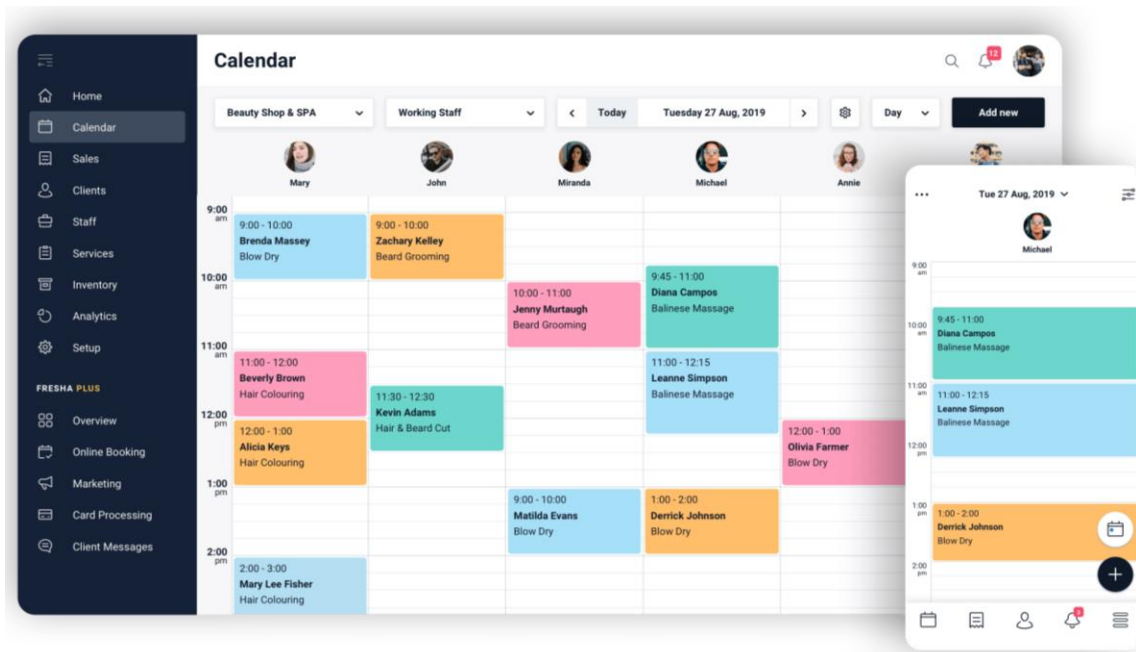 Calendar
12
Home
Calendar
Sales
Clients
Staff
Services
Inventory
Analytics
Setup
FRESHA PLUS
Overview
Online Booking
Marketing
Card Processing
Client Messages
Beauty Shop & SPA
Working Staff
Today
Tuesday 27 Aug, 2019
Day
Add new
Mary
John
Miranda
Michael
Annie
9:00
am
10:00
am
11:00
am
12:00
pm
1:00
pm
2:00
pm
9:00 - 10:00
Brenda Massey
Blow Dry
11:00 - 12:00
Beverly Brown
Hair Colouring
12:00 - 1:00
Alicia Keys
Hair Colouring
2:00 - 3:00
Mary Lee Fisher
Hair Colouring
9:00 - 10:00
Zachary Kelley
Beard Grooming
11:30 - 12:30
Kevin Adams
Hair & Beard Cut
10:00 - 11:00
Jenny Murtaugh
Beard Grooming
9:00 - 10:00
Matilda Evans
Blow Dry
9:45 - 11:00
Diana Campos
Balinese Massage
11:00 - 12:15
Leanne Simpson
Balinese Massage
1:00 - 2:00
Derrick Johnson
Blow Dry
12:00 - 1:00
Olivia Farmer
Blow Dry
Tue 27 Aug, 2019
Michael
9:00
am
10:00
am
11:00
am
12:00
pm
1:00
pm
2:00
pm
9:45 - 11:00
Diana Campos
Balinese Massage
11:00 - 12:15
Leanne Simpson
Balinese Massage
1:00 - 2:00
Derrick Johnson
Blow Dry